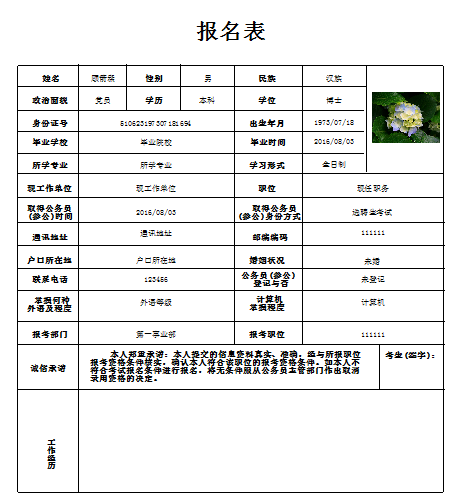 报名表
姓名 顾丽荣 性别 男 民族 汉族
政治面貌 党员 学历 本科 学位 博士
身份证号 510623197307181694 出生年月 1973/07/18
毕业学校 毕业院校 毕业时间 2016/08/03
所学专业 所学专业 学习形式 全日制
现工作单位 现工作单位 职位 现任职务
取得公务员 2016/08/03 取得公务员 选聘生考试
(参公)时间 (参公)身份方式
通讯地址 通讯地址 邮编编码 111111
户口所在地 户口所在地 婚姻状况 未婚
联系电话 123456 公务员(参公) 未登记
登记与否
掌握何种 外语等级 计算机 计算机
外语及程度 掌握程度
报考部门 第一事业部 报考职位 111111
诚信承诺 本人郑重承诺：本人提交的信息资料真实、准确，经与所报职位 考生(签字)：
报考资格条件核实，确认本人符合该职位的报考资格条件。如本人不
符合考试报名条件进行报名，将无条件服从公务员主管部门作出取消
录用资格的决定。
工作经历